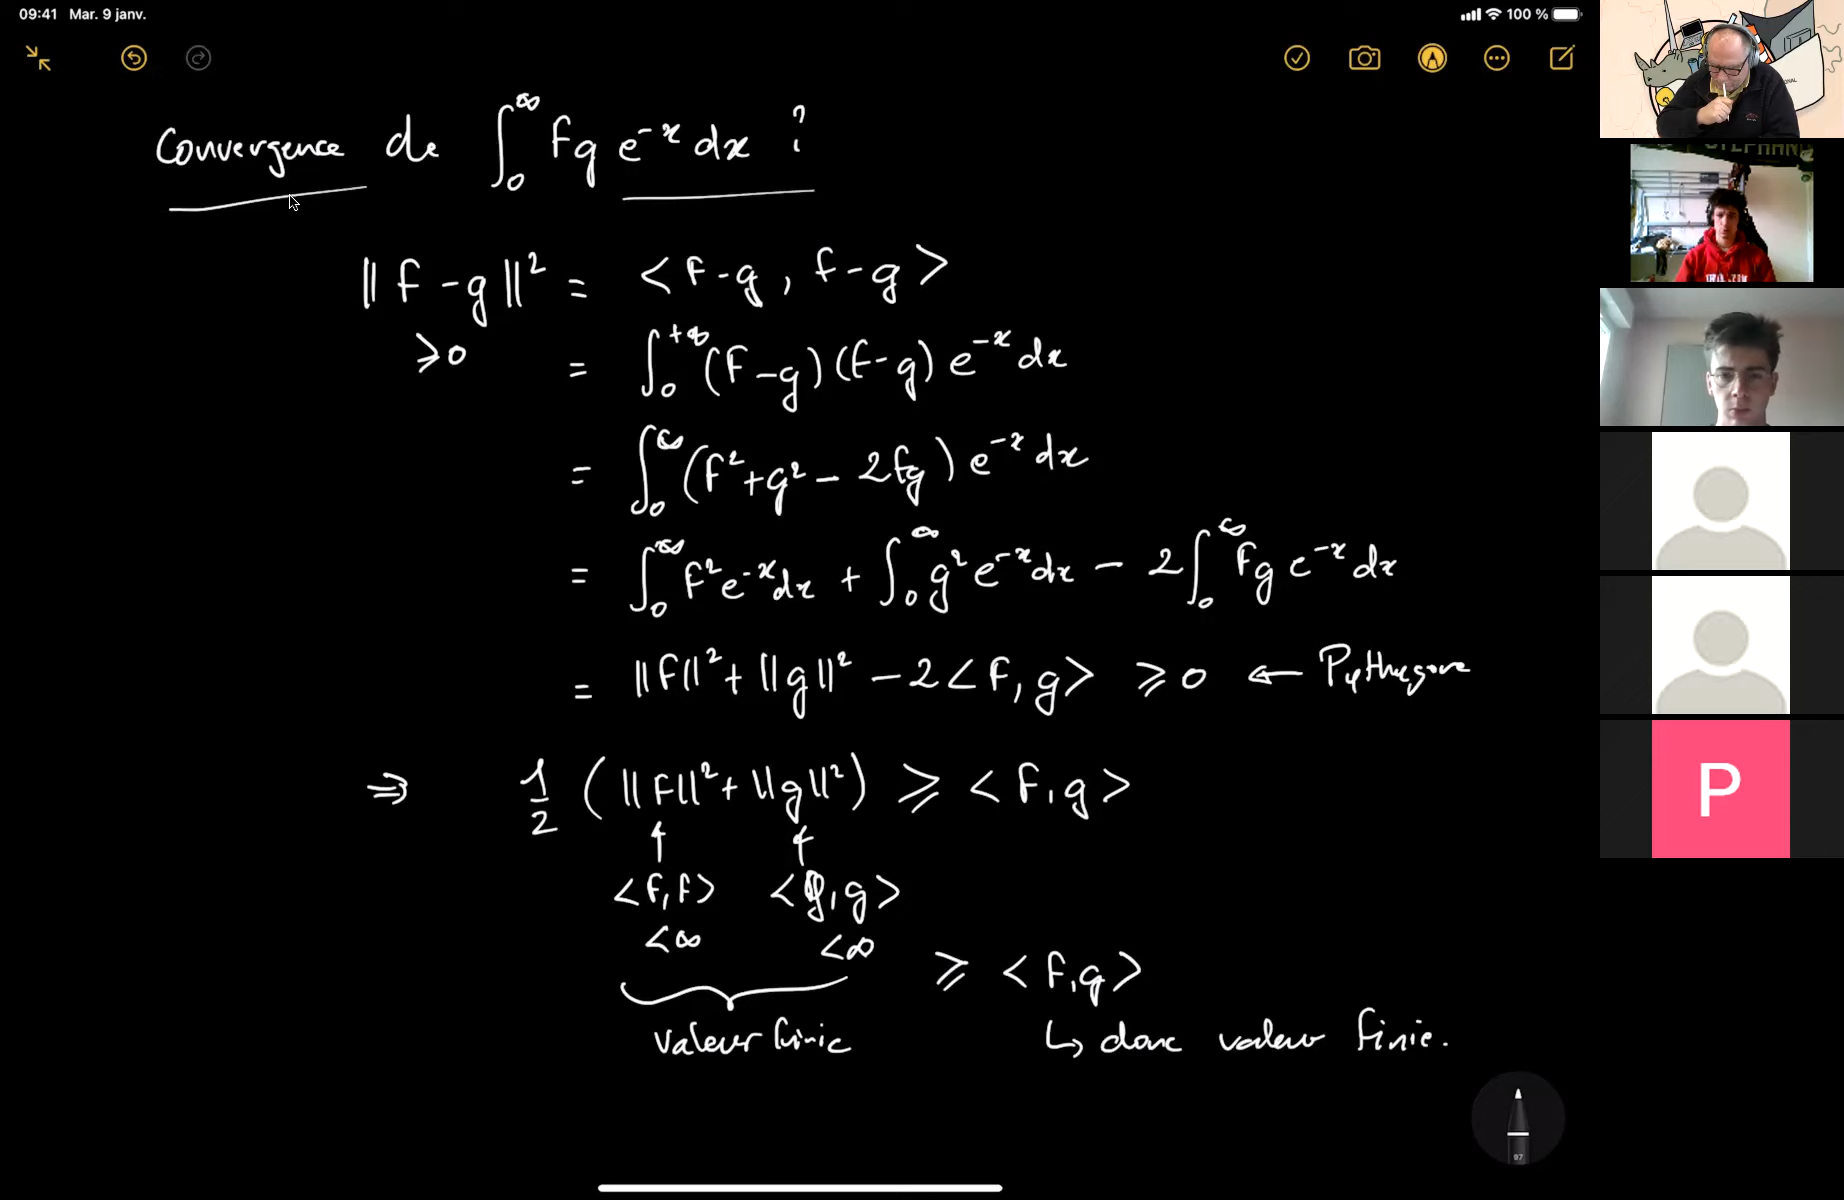 09:41 Mar. 9 janv. 100 %
Convergence de ∫₀^∞ fg e^-x dx ?
‖f-g‖² = <f-g, f-g>
≥0 = ∫₀^+∞ (f-g)(f-g) e^-x dx
= ∫₀^∞ (f²+g²-2fg) e^-x dx
= ∫₀^∞ f² e^-x dx + ∫₀^∞ g² e^-x dx - 2∫₀^∞ fg e^-x dx
= ‖f‖² + ‖g‖² - 2<f,g> ≥0 ← Pythagore
⇒ 1/2 (‖f‖² + ‖g‖²) ≥ <f,g>
<f,f> <g,g>
<∞ <∞
≥ <f,g>
valeur finie ↳ donc valeur finie.
97
P